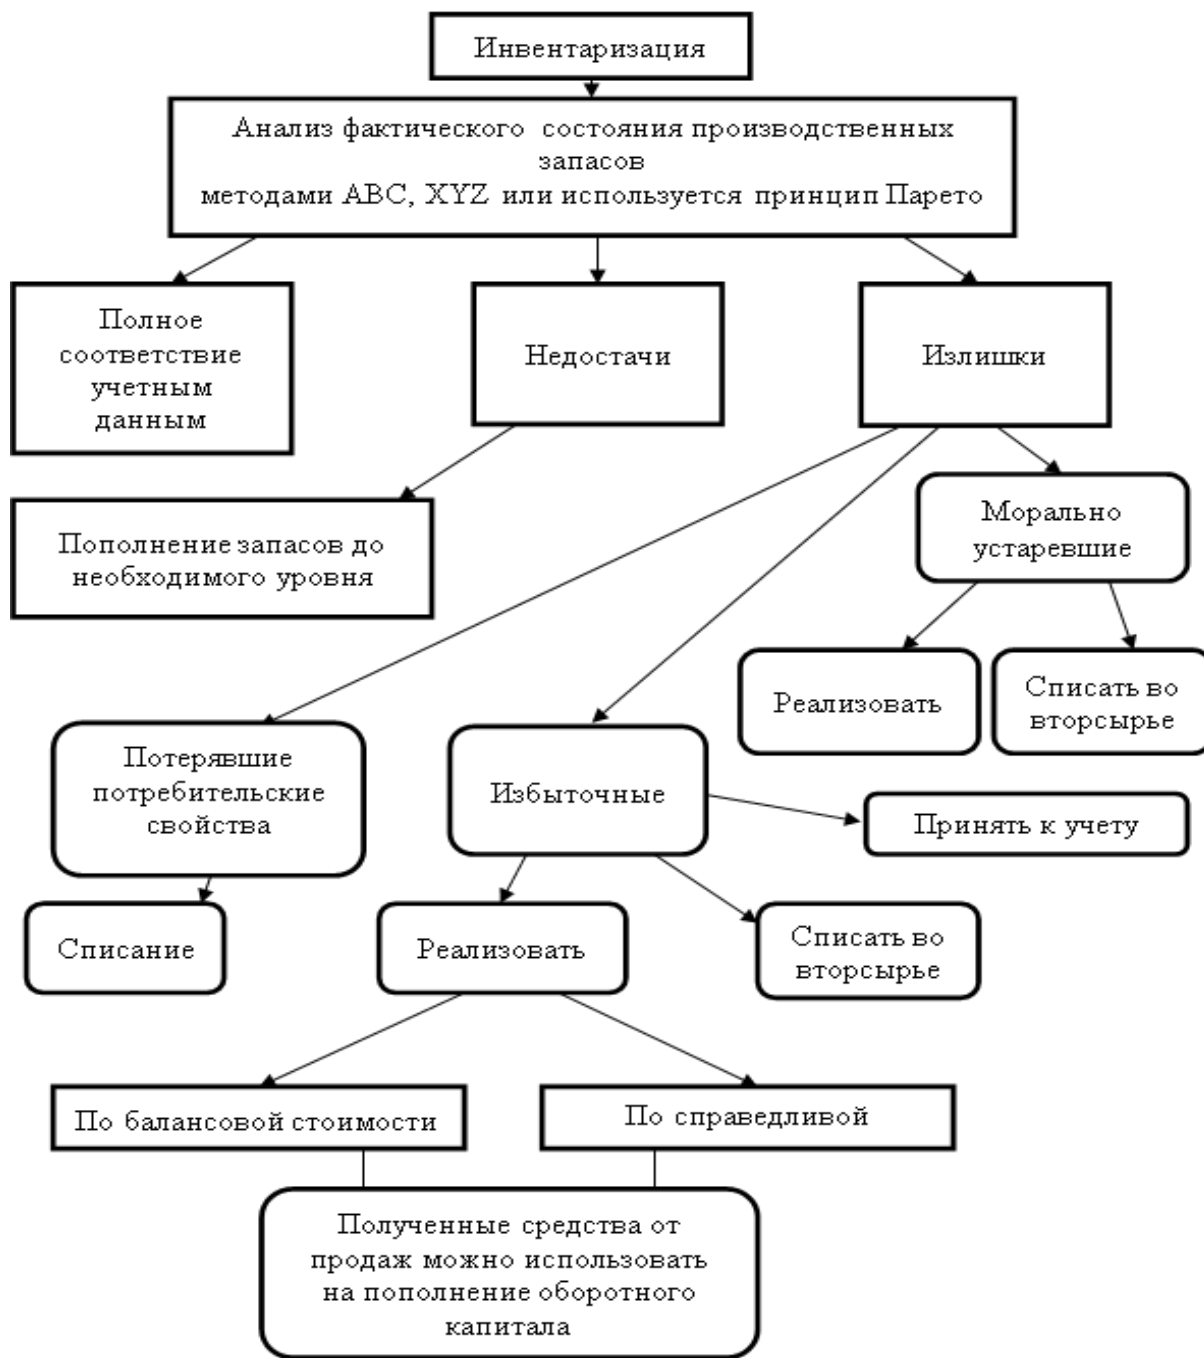 Инвентаризация
Анализ фактического состояния производственных
запасов
методами ABC, XYZ или используется принцип Парето
Полное
соответствие
учетным
данным
Недостачи
Излишки
Пополнение запасов до
необходимого уровня
Морально
устаревшие
Реализовать
Списать во
вторсырье
Потерявшие
потребительские
свойства
Избыточные
Принять к учету
Списание
Реализовать
Списать во
вторсырье
По балансовой стоимости
По справедливой
Полученные средства от
продаж можно использовать
на пополнение оборотного
капитала